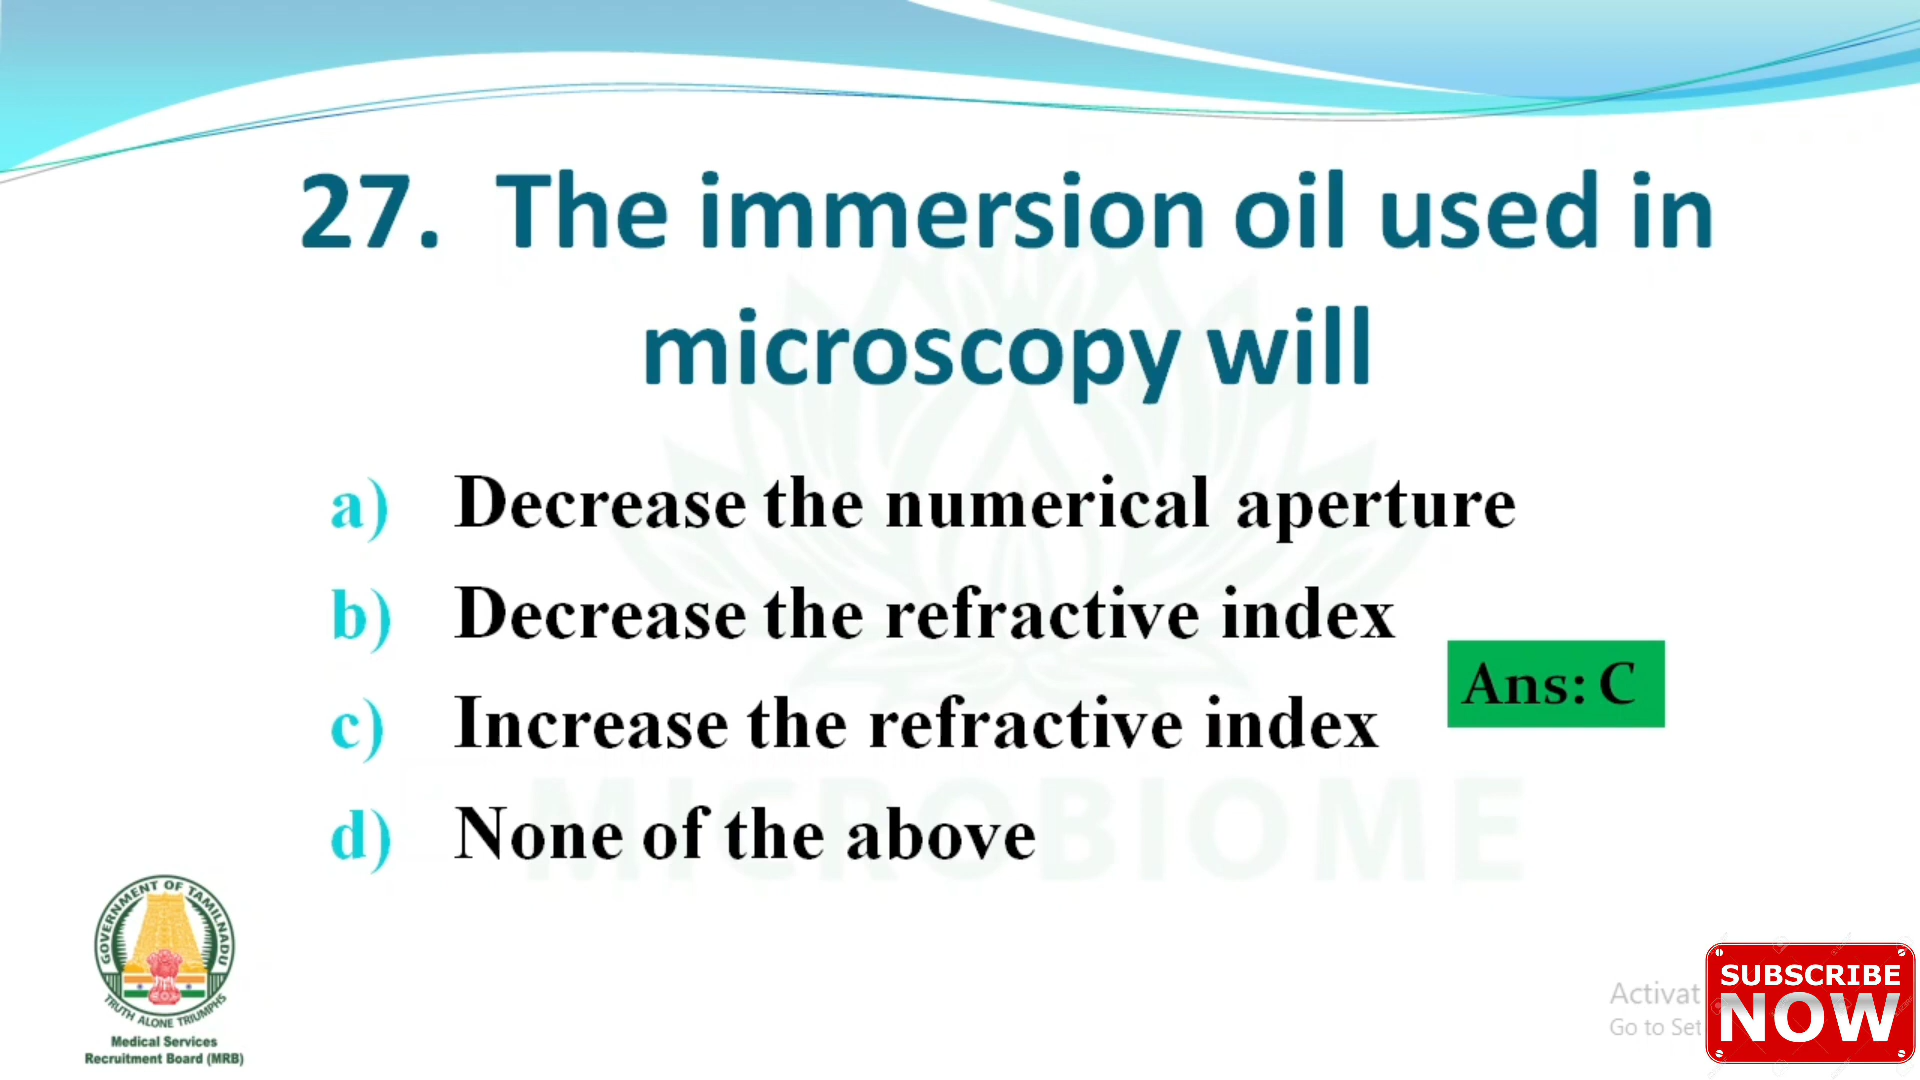 27. The immersion oil used in
microscopy will
a) Decrease the numerical aperture
b) Decrease the refractive index
c) Increase the refractive index
Ans: C
d) None of the above
MICROBIOME
GOVERNMENT OF TAMILNADU
TRUTH ALONE TRIUMPHS
Medical Services
Recruitment Board (MRB)
Activat
Go to Set
SUBSCRIBE
NOW